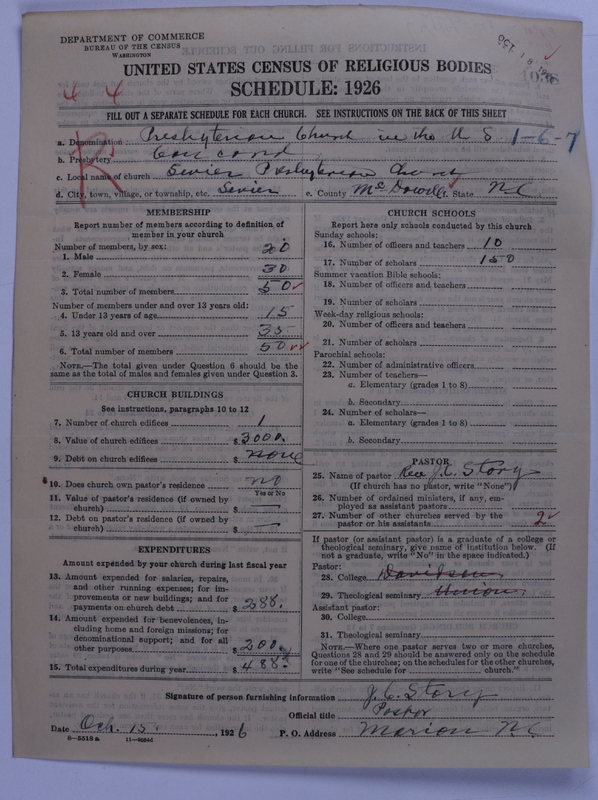 DEPARTMENT OF COMMERCE
BUREAU OF THE CENSUS
WASHINGTON
UNITED STATES CENSUS OF RELIGIOUS BODIES
SCHEDULE: 1926
4 4
FILL OUT A SEPARATE SCHEDULE FOR EACH CHURCH. SEE INSTRUCTIONS ON THE BACK OF THIS SHEET
R
a. Denomination Presbyterian Church in the U S 1-6-7
b. Presbytery Concord
c. Local name of church Sevier Presbyterian Church
d. City, town, village, or township, etc. Sevier e. County McDowell f. State N.C.
MEMBERSHIP
Report number of members according to definition of
member in your church
Number of members, by sex:
1. Male 20
2. Female 30
3. Total number of members 50
Number of members under and over 13 years old:
4. Under 13 years of age 15
5. 13 years old and over 35
6. Total number of members 50
NOTE.—The total given under Question 6 should be
same as the total of males and females given under Question 3.
CHURCH BUILDINGS
See instructions, paragraphs 10 to 12
7. Number of church edifices 1
8. Value of church edifices $ 3000.
9. Debt on church edifices $ none
10. Does church own pastor's residence no
Yes or No
11. Value of pastor's residence (if owned by
church) $ —
12. Debt on pastor's residence (if owned by
church) $ —
EXPENDITURES
Amount expended by your church during last fiscal year
13. Amount expended for salaries, repairs,
and other running expenses; for im-
provements or new buildings; and for
payments on church debt $ 288.
14. Amount expended for benevolences, in-
cluding home and foreign missions; for
denominational support; and for all
other purposes $ 200.
15. Total expenditures during year $ 488.
CHURCH SCHOOLS
Report here only schools conducted by this church
Sunday schools:
16. Number of officers and teachers 10
17. Number of scholars 150
Summer vacation Bible schools:
18. Number of officers and teachers
19. Number of scholars
Week-day religious schools:
20. Number of officers and teachers
21. Number of scholars
Parochial schools:
22. Number of administrative officers
23. Number of teachers—
a. Elementary (grades 1 to 8)
b. Secondary
24. Number of scholars—
a. Elementary (grades 1 to 8)
b. Secondary
PASTOR
25. Name of pastor Rev. J.C. Story
(If church has no pastor, write "None")
26. Number of ordained ministers, if any, em-
ployed as assistant pastors
27. Number of other churches served by the
pastor or his assistants 2
If pastor (or assistant pastor) is a graduate of a college or
theological seminary, give name of institution below. (If
not a graduate, write "No" in the place indicated.)
Pastor:
28. College Davidson
29. Theological seminary Union
Assistant pastor:
30. College
31. Theological seminary
NOTE.—Where one pastor serves two or more churches,
Questions 28 and 29 should be answered only on the schedule
for one of the churches; on the schedules for the other churches,
write "See schedule for church."
Signature of person furnishing information J. C. Story
Official title Pastor
Date Oct. 15, 1926 P. O. Address Marion N.C.
8—5513a 11—9554d